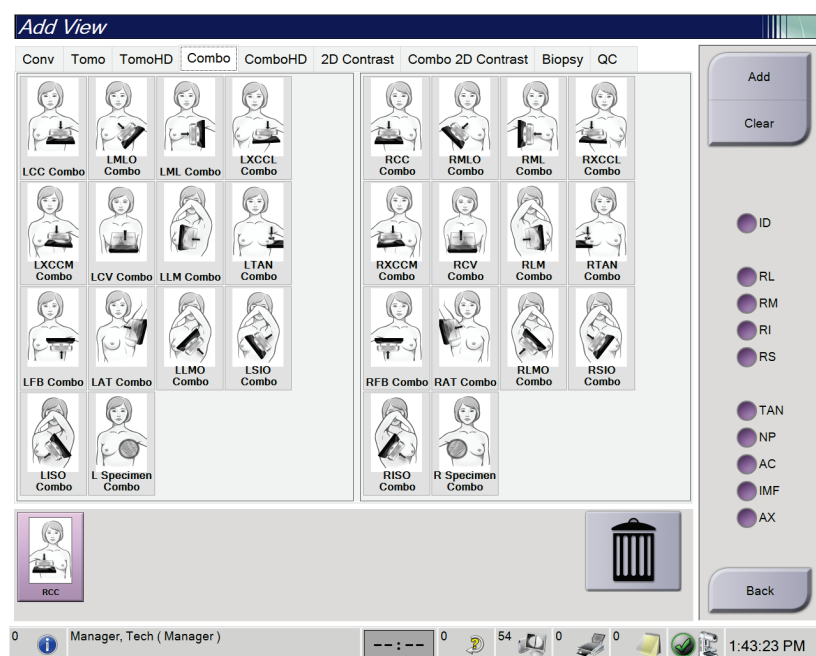 Add View
Conv Tomo TomoHD Combo ComboHD 2D Contrast Combo 2D Contrast Biopsy QC
LCC Combo
LMLO
Combo
LML Combo
LXCCL
Combo
RCC
Combo
RMLO
Combo
RML
Combo
RXCCL
Combo
LXCCM
Combo
LCV Combo
LLM Combo
LTAN
Combo
RXCCM
Combo
RCV
Combo
RLM
Combo
RTAN
Combo
LFB Combo
LAT Combo
LLMO
Combo
LSIO
Combo
RFB Combo
RAT Combo
RLMO
Combo
RSIO
Combo
LISO
Combo
L Specimen
Combo
RISO
Combo
R Specimen
Combo
Add
Clear
ID
RL
RM
RI
RS
TAN
NP
AC
IMF
AX
Back
RCC
0
Manager, Tech ( Manager )
--:--
0
54
0
0
1:43:23 PM